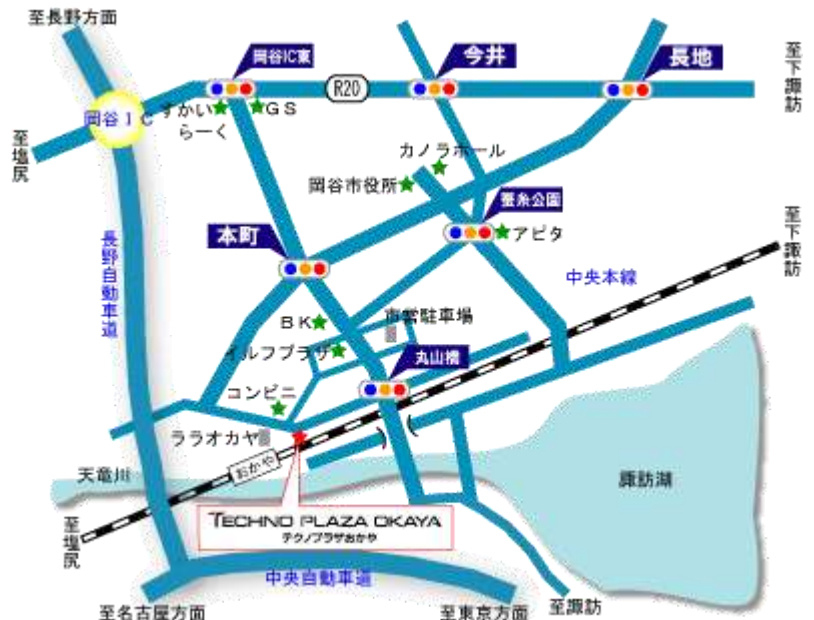 至長野方面
岡谷IC東
今井
長地
至下諏訪
R20
岡谷IC
すかい
らーく
GS
至塩尻
カノラホール
岡谷市役所
蚕糸公園
アピタ
本町
至下諏訪
長野自動車道
中央本線
BK
市営駐車場
イルフプラザ
丸山橋
コンビニ
ララオカヤ
おかや
天竜川
諏訪湖
至塩尻
TECHNO PLAZA OKAYA
テクノプラザおかや
中央自動車道
至名古屋方面
至東京方面
至諏訪